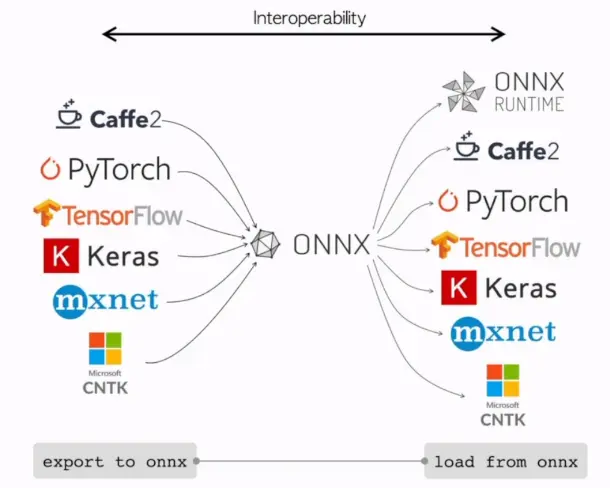 Interoperability
Caffe2
PyTorch
TensorFlow
K Keras
mxnet
Microsoft
CNTK
ONNX
ONNX
RUNTIME
Caffe2
PyTorch
TensorFlow
K Keras
mxnet
Microsoft
CNTK
export to onnx
load from onnx